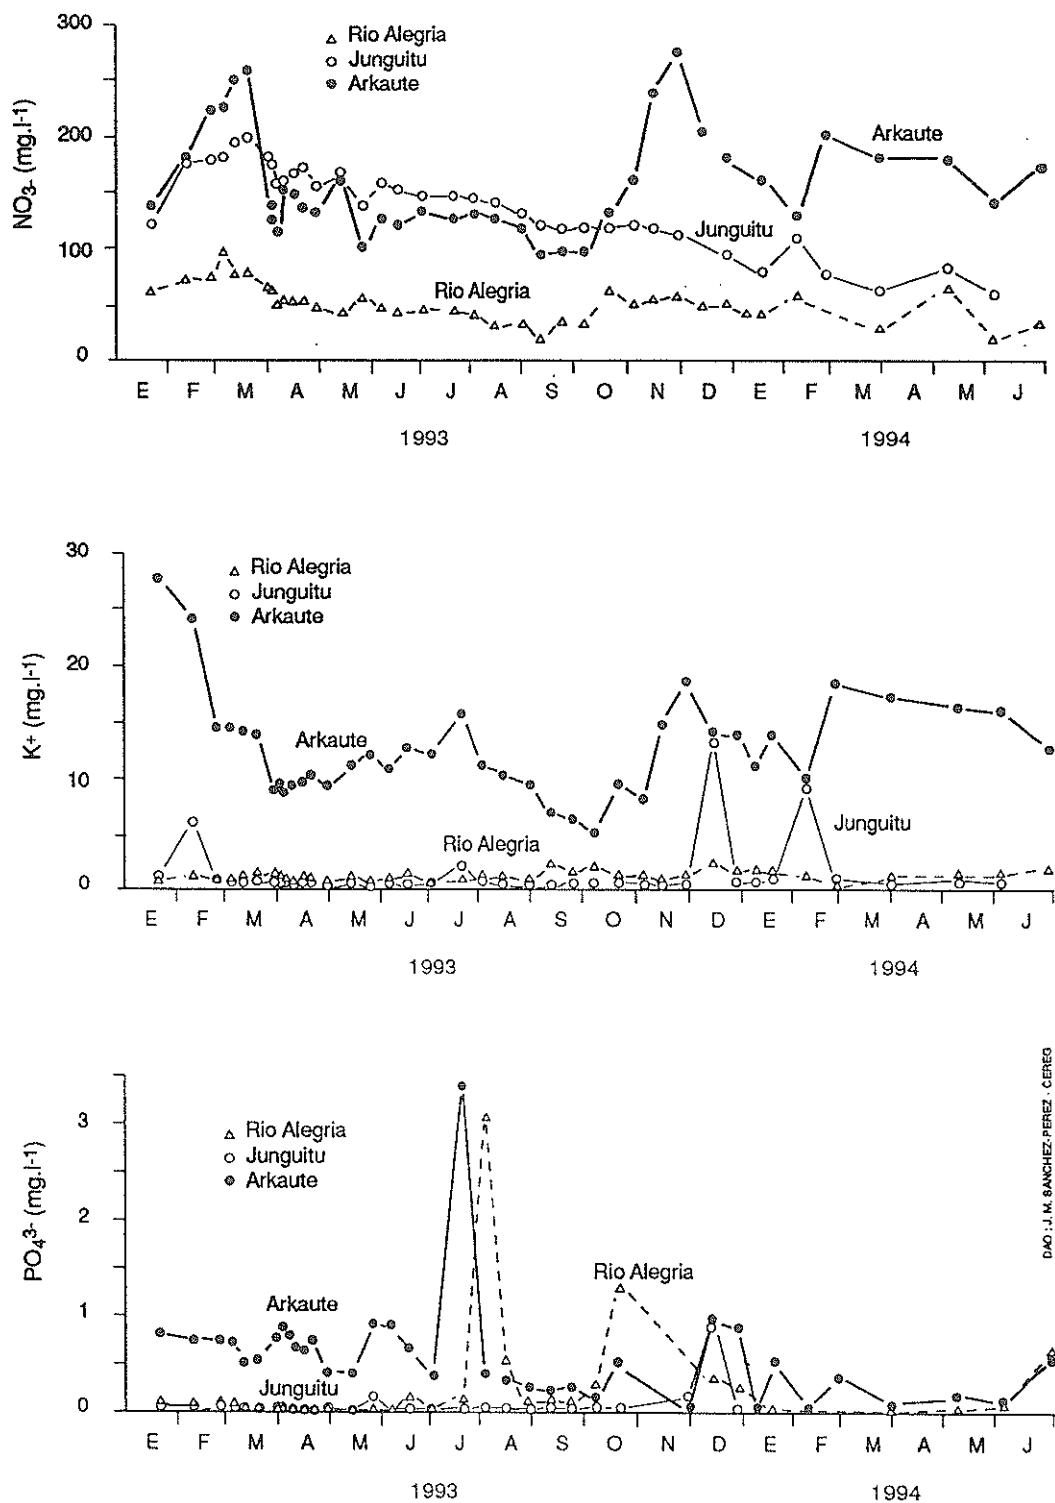 300
200
100
0
NO3- (mg.l-1)
Rio Alegria
Junguitu
Arkaute
Arkaute
Junguitu
Rio Alegria
E F M A M J J A S O N D E F M A M J
1993 1994
30
20
10
0
K+ (mg.l-1)
Rio Alegria
Junguitu
Arkaute
Arkaute
Rio Alegria
Junguitu
E F M A M J J A S O N D E F M A M J
1993 1994
3
2
1
0
PO43- (mg.l-1)
Rio Alegria
Junguitu
Arkaute
Rio Alegria
Arkaute
Junguitu
E F M A M J J A S O N D E F M A M J
1993 1994
DAO : J. M. SANCHEZ-PEREZ - CEREG